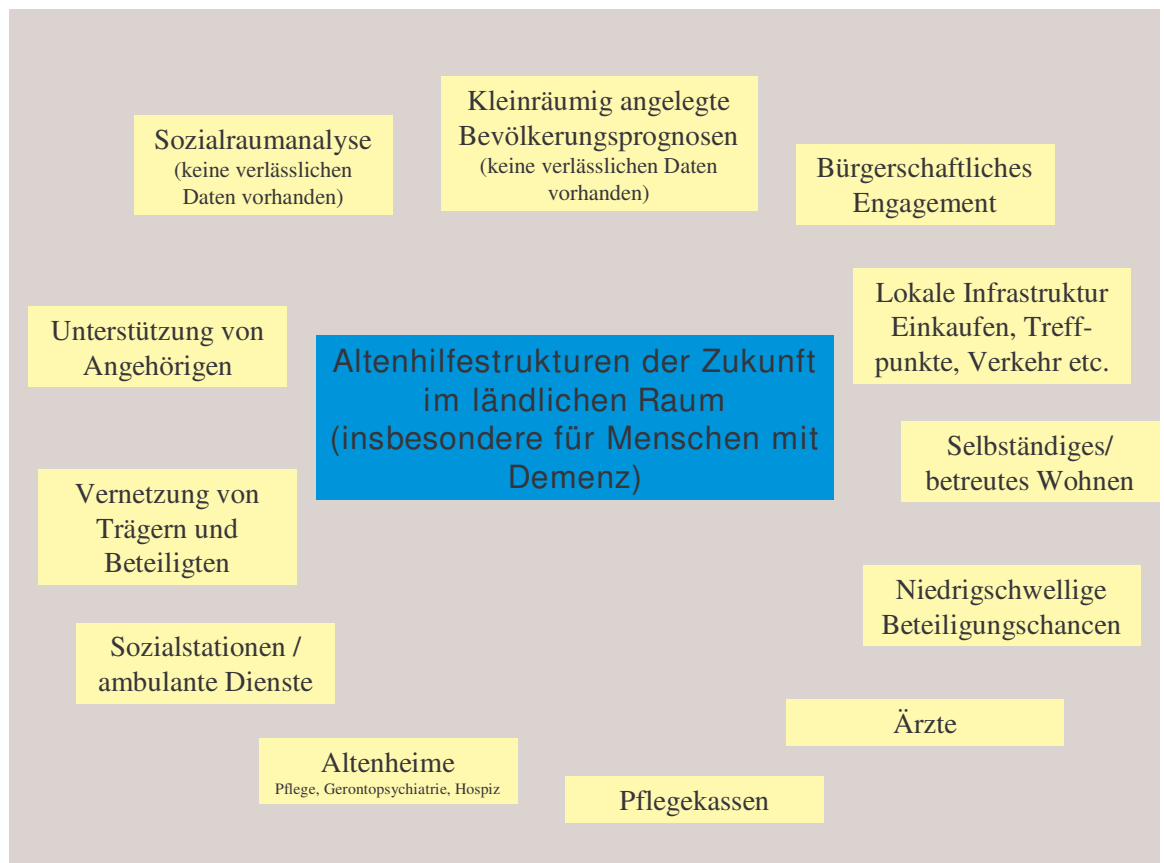 Kleinräumig angelegte
Bevölkerungsprognosen
(keine verlässlichen Daten
vorhanden)
Sozialraumanalyse
(keine verlässlichen
Daten vorhanden)
Bürgerschaftliches
Engagement
Lokale Infrastruktur
Einkaufen, Treff-
punkte, Verkehr etc.
Unterstützung von
Angehörigen
Altenhilfestrukturen der Zukunft
im ländlichen Raum
(insbesondere für Menschen mit
Demenz)
Selbständiges/
betreutes Wohnen
Vernetzung von
Trägern und
Beteiligten
Niedrigschwellige
Beteiligungschancen
Sozialstationen /
ambulante Dienste
Ärzte
Altenheime
Pflege, Gerontopsychiatrie, Hospiz
Pflegekassen